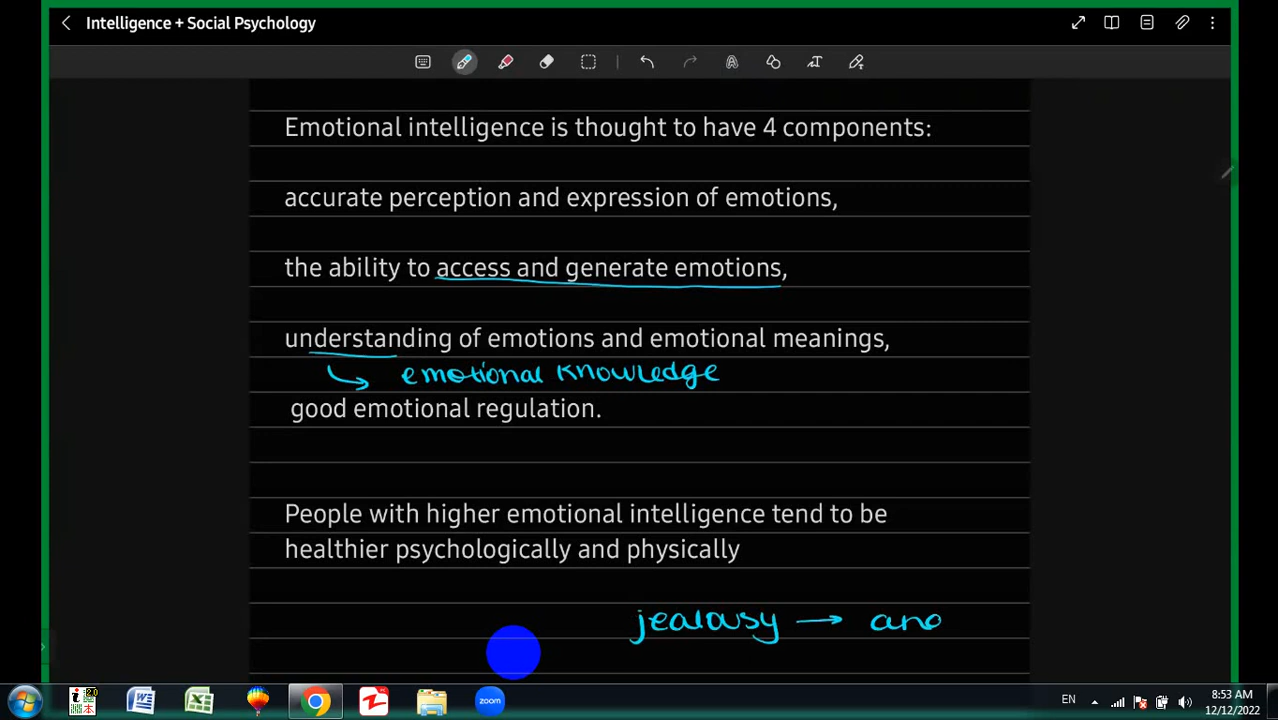 Intelligence + Social Psychology
Emotional intelligence is thought to have 4 components:
accurate perception and expression of emotions,
the ability to access and generate emotions,
understanding of emotions and emotional meanings,
emotional knowledge
good emotional regulation.
People with higher emotional intelligence tend to be
healthier psychologically and physically
jealousy → ano
zoom
EN
8:53 AM
12/12/2022